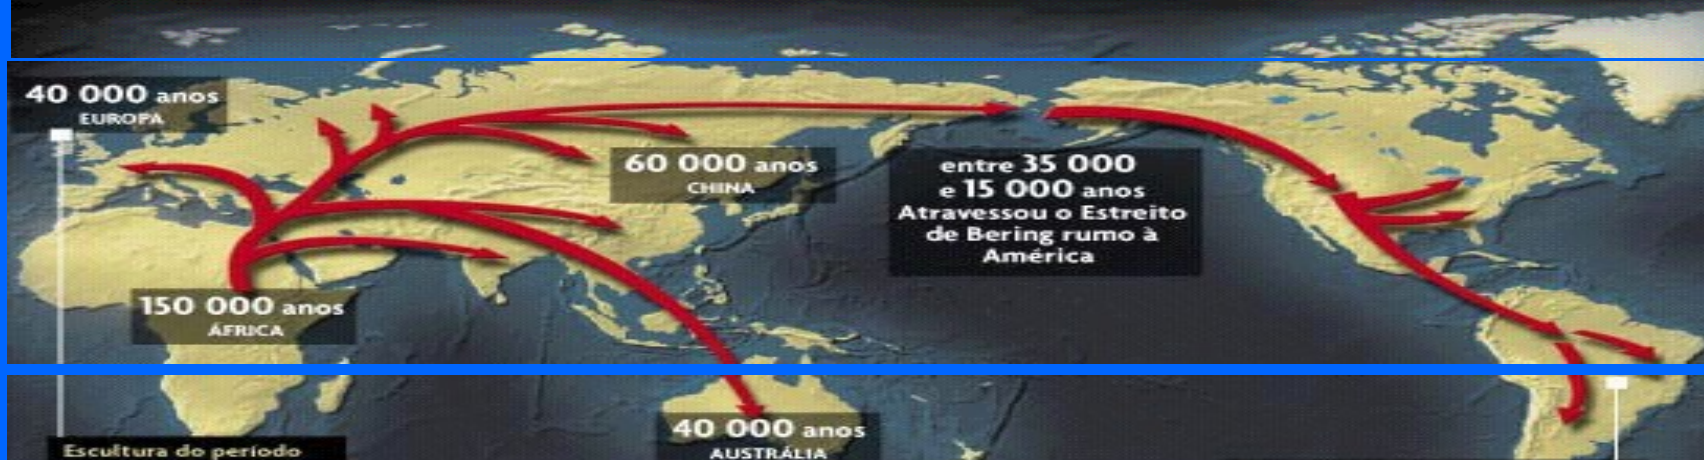 40 000 anos
EUROPA
60 000 anos
CHINA
entre 35 000
e 15 000 anos
Atravessou o Estreito
de Bering rumo à
América
150 000 anos
ÁFRICA
40 000 anos
AUSTRÁLIA
Escultura do período